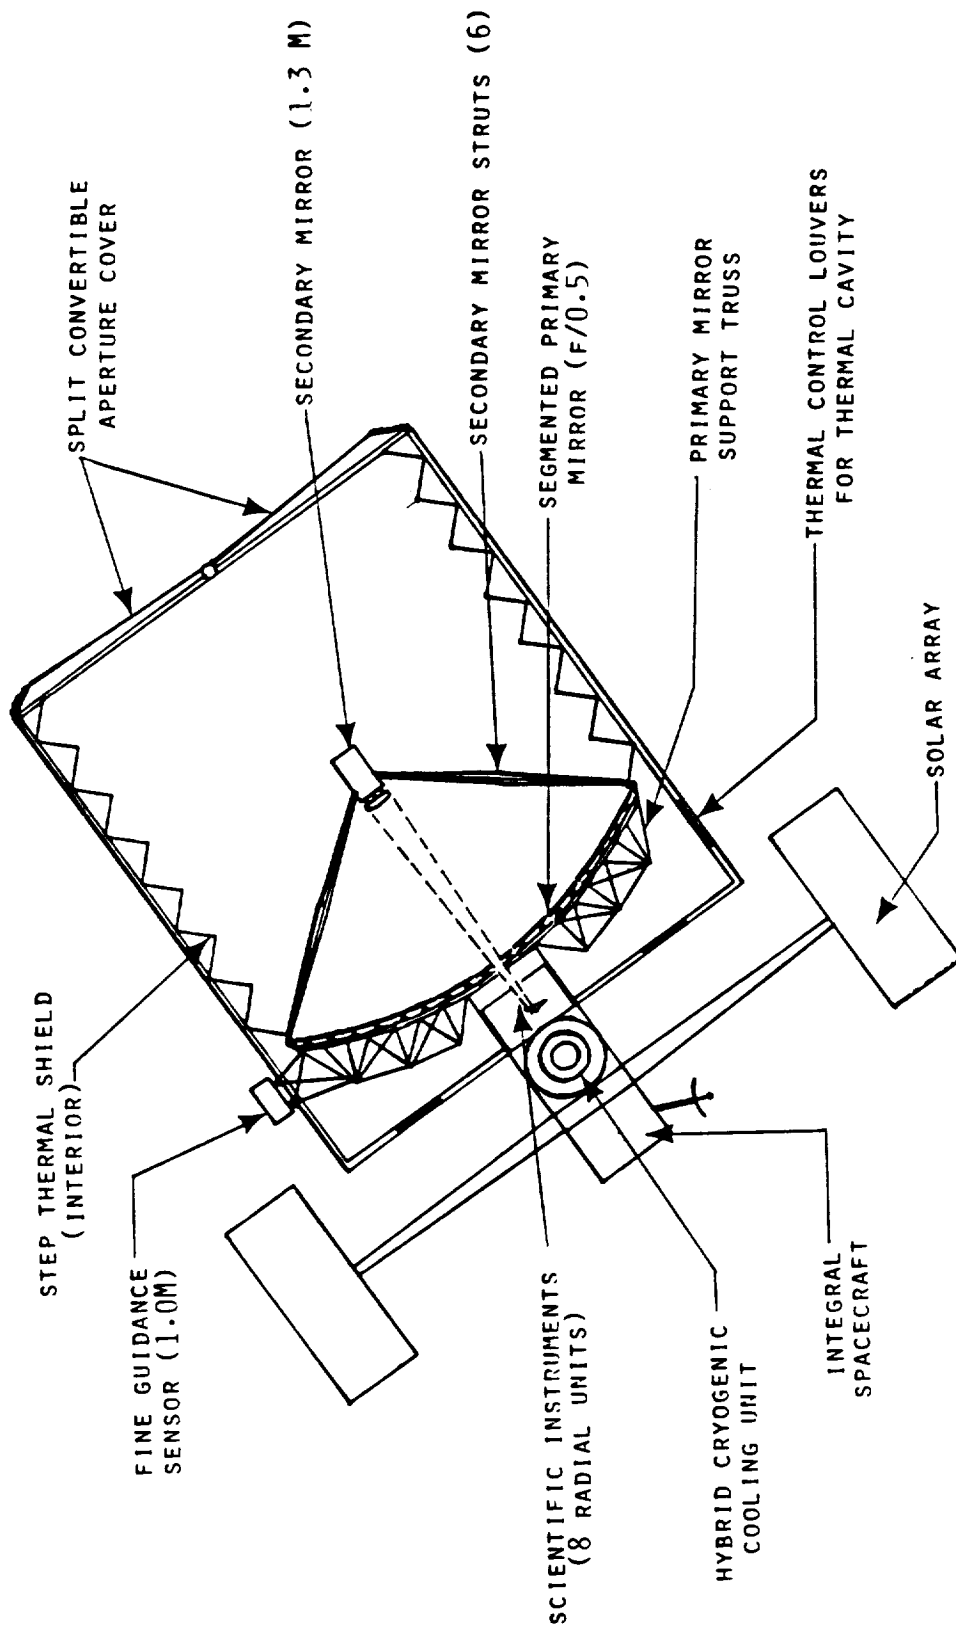 SPLIT CONVERTIBLE
APERTURE COVER
SECONDARY MIRROR (1.3 M)
SECONDARY MIRROR STRUTS (6)
SEGMENTED PRIMARY
MIRROR (F/0.5)
PRIMARY MIRROR
SUPPORT TRUSS
THERMAL CONTROL LOUVERS
FOR THERMAL CAVITY
SOLAR ARRAY
STEP THERMAL SHIELD
(INTERIOR)
FINE GUIDANCE
SENSOR (1.0M)
SCIENTIFIC INSTRUMENTS
(8 RADIAL UNITS)
HYBRID CRYOGENIC
COOLING UNIT
INTEGRAL
SPACECRAFT